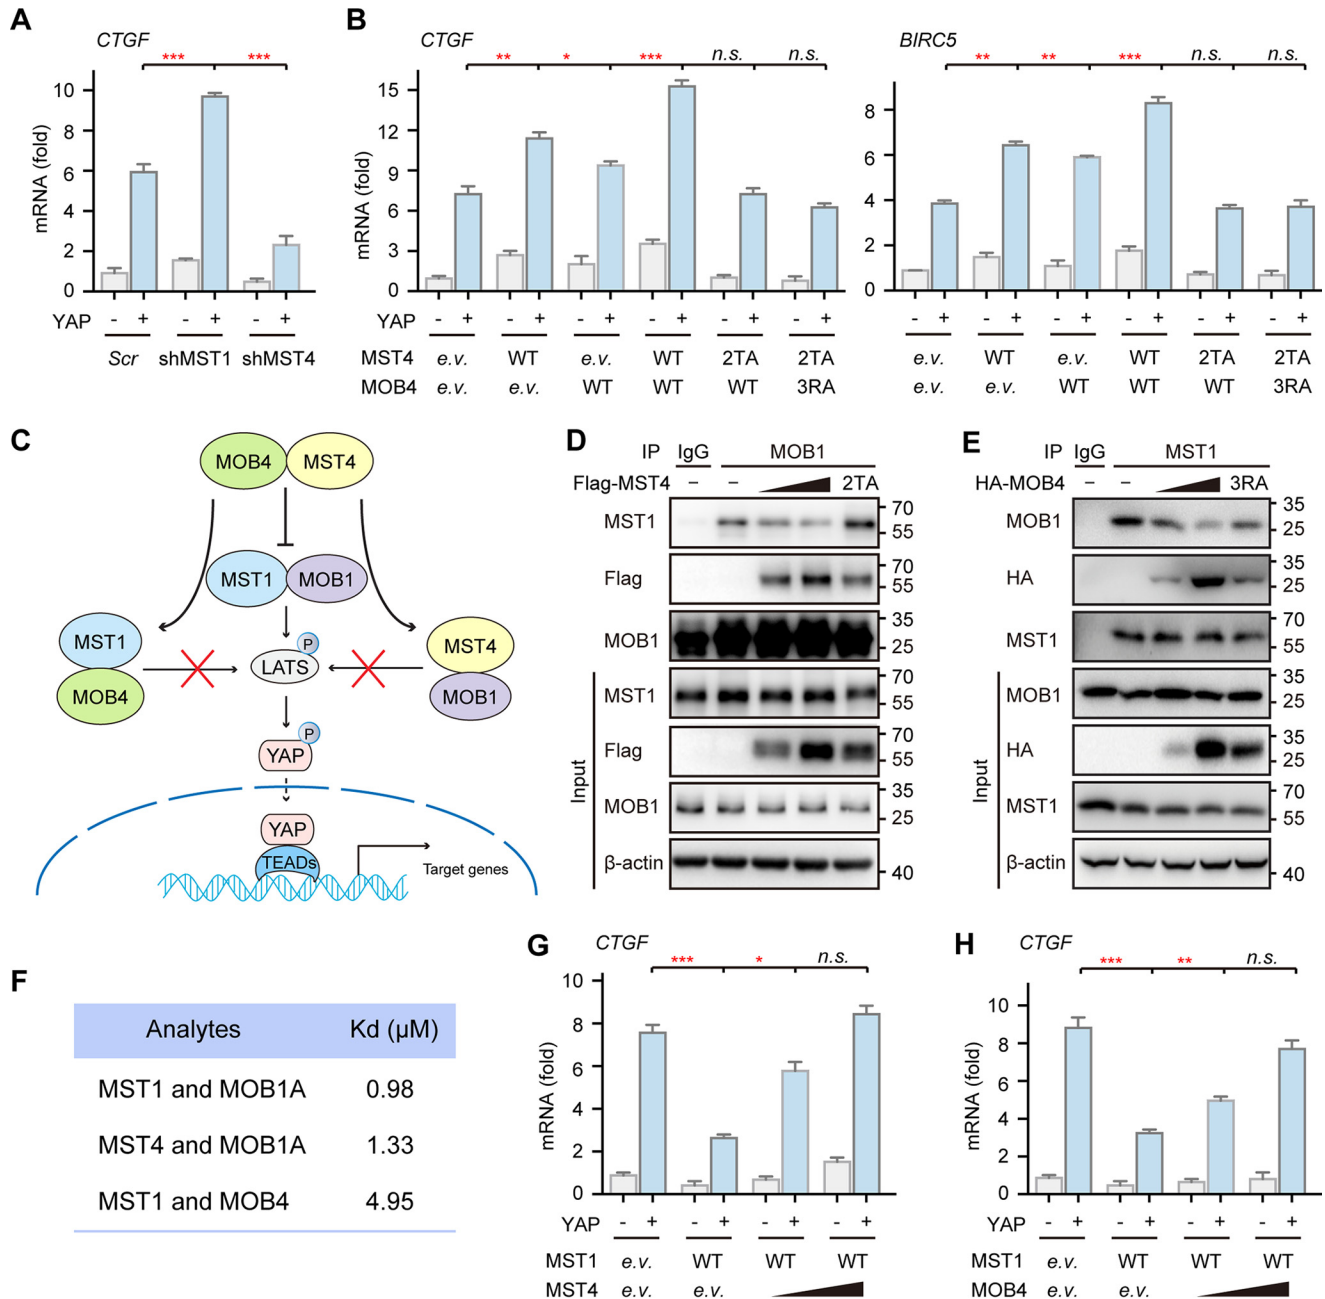 A
CTGF
*** ***
mRNA (fold)
10
8
6
4
2
0
YAP - + - + - +
Scr shMST1 shMST4
B
CTGF
** * *** n.s. n.s.
mRNA (fold)
15
12
9
6
3
0
YAP - + - + - + - + - + - +
MST4 e.v. WT e.v. WT 2TA 2TA
MOB4 e.v. e.v. WT WT WT 3RA
BIRC5
** ** *** n.s. n.s.
8
6
4
2
0
- + - + - + - + - + - +
e.v. WT e.v. WT 2TA 2TA
e.v. e.v. WT WT WT 3RA
C
MOB4 MST4
MST1 MOB1
MST1
MOB4
P
LATS
MST4
MOB1
P
YAP
YAP
TEADs
Target genes
D
IP IgG MOB1
Flag-MST4 – – 2TA
MST1 70 55
Flag 70 55
MOB1 35 25
Input
MST1 70 55
Flag 70 55
MOB1 35 25
β-actin 40
E
IP IgG MST1
HA-MOB4 – – 3RA
MOB1 35 25
HA 35 25
MST1 70 55
Input
MOB1 35 25
HA 35 25
MST1 70 55
β-actin 40
F
Analytes Kd (μM)
MST1 and MOB1A 0.98
MST4 and MOB1A 1.33
MST1 and MOB4 4.95
G
CTGF
*** * n.s.
mRNA (fold)
10
8
6
4
2
0
YAP - + - + - + - +
MST1 e.v. WT WT WT
MST4 e.v. e.v.
H
CTGF
*** ** n.s.
mRNA (fold)
10
8
6
4
2
0
YAP - + - + - + - +
MST1 e.v. WT WT WT
MOB4 e.v. e.v.